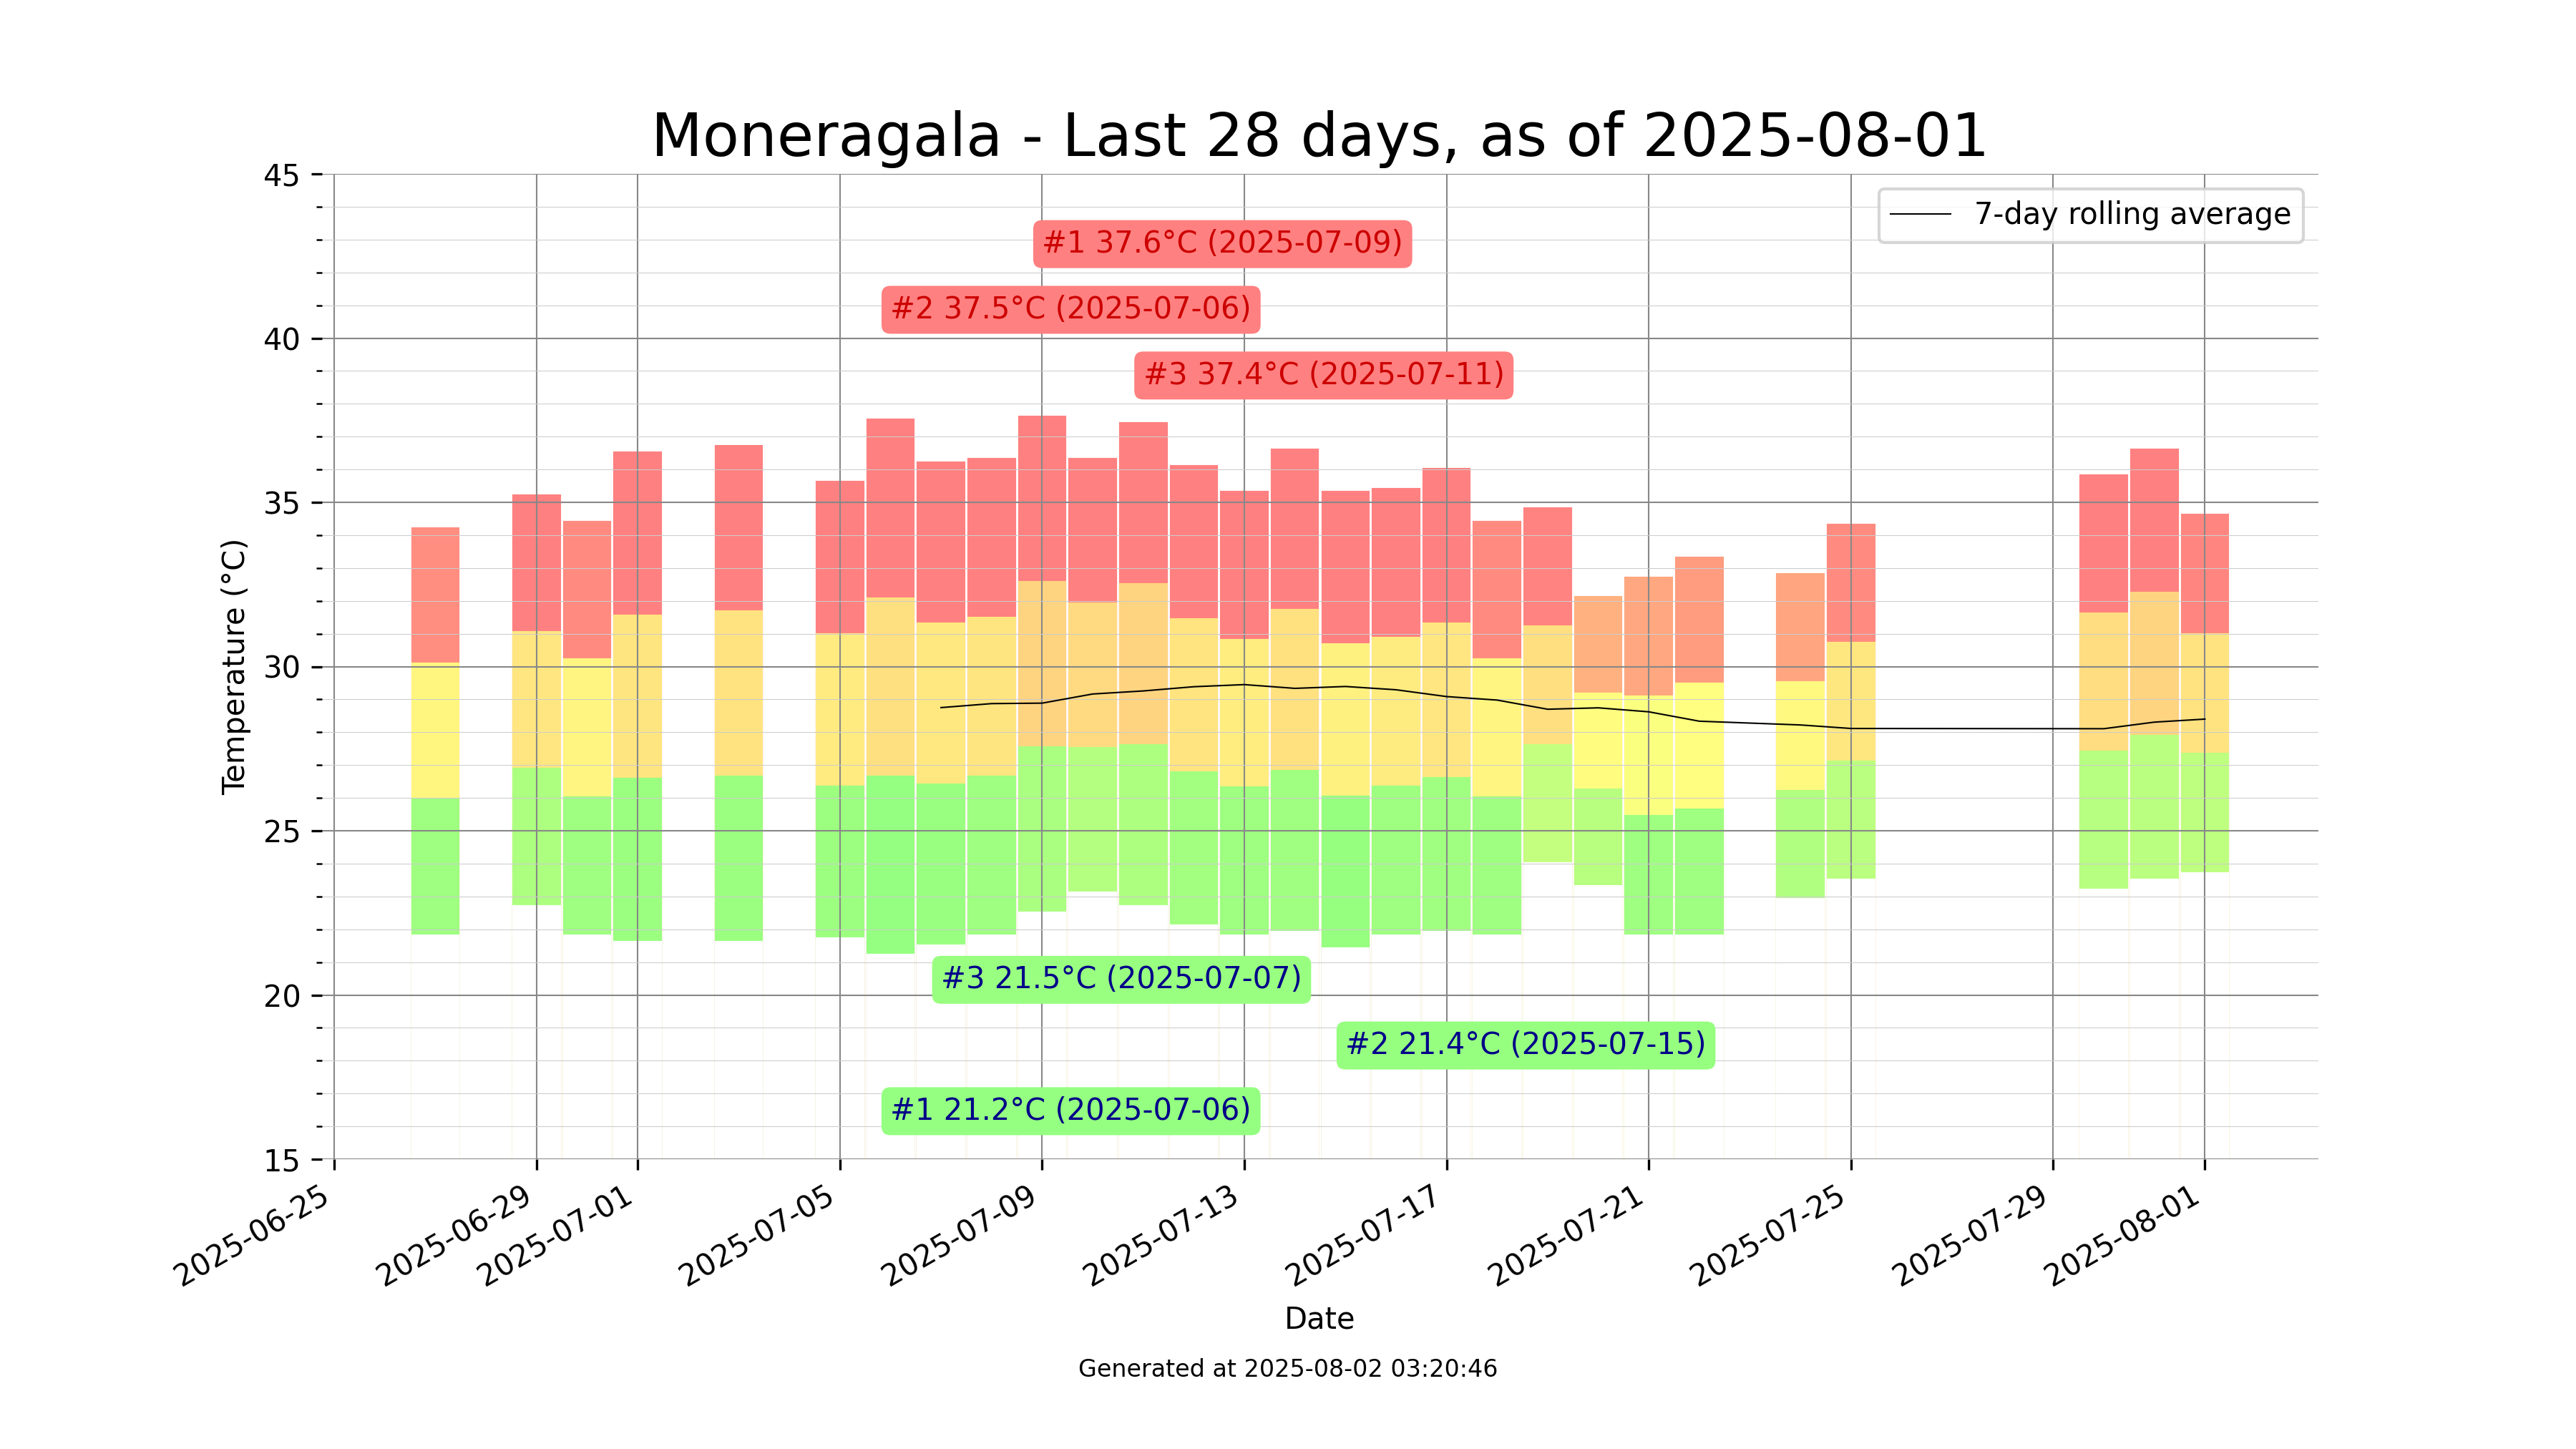 Moneragala - Last 28 days, as of 2025-08-01
7-day rolling average
#1 37.6°C (2025-07-09)
#2 37.5°C (2025-07-06)
#3 37.4°C (2025-07-11)
#3 21.5°C (2025-07-07)
#2 21.4°C (2025-07-15)
#1 21.2°C (2025-07-06)
Temperature (°C)
45
40
35
30
25
20
15
2025-06-25
2025-06-29
2025-07-01
2025-07-05
2025-07-09
2025-07-13
2025-07-17
2025-07-21
2025-07-25
2025-07-29
2025-08-01
Date
Generated at 2025-08-02 03:20:46